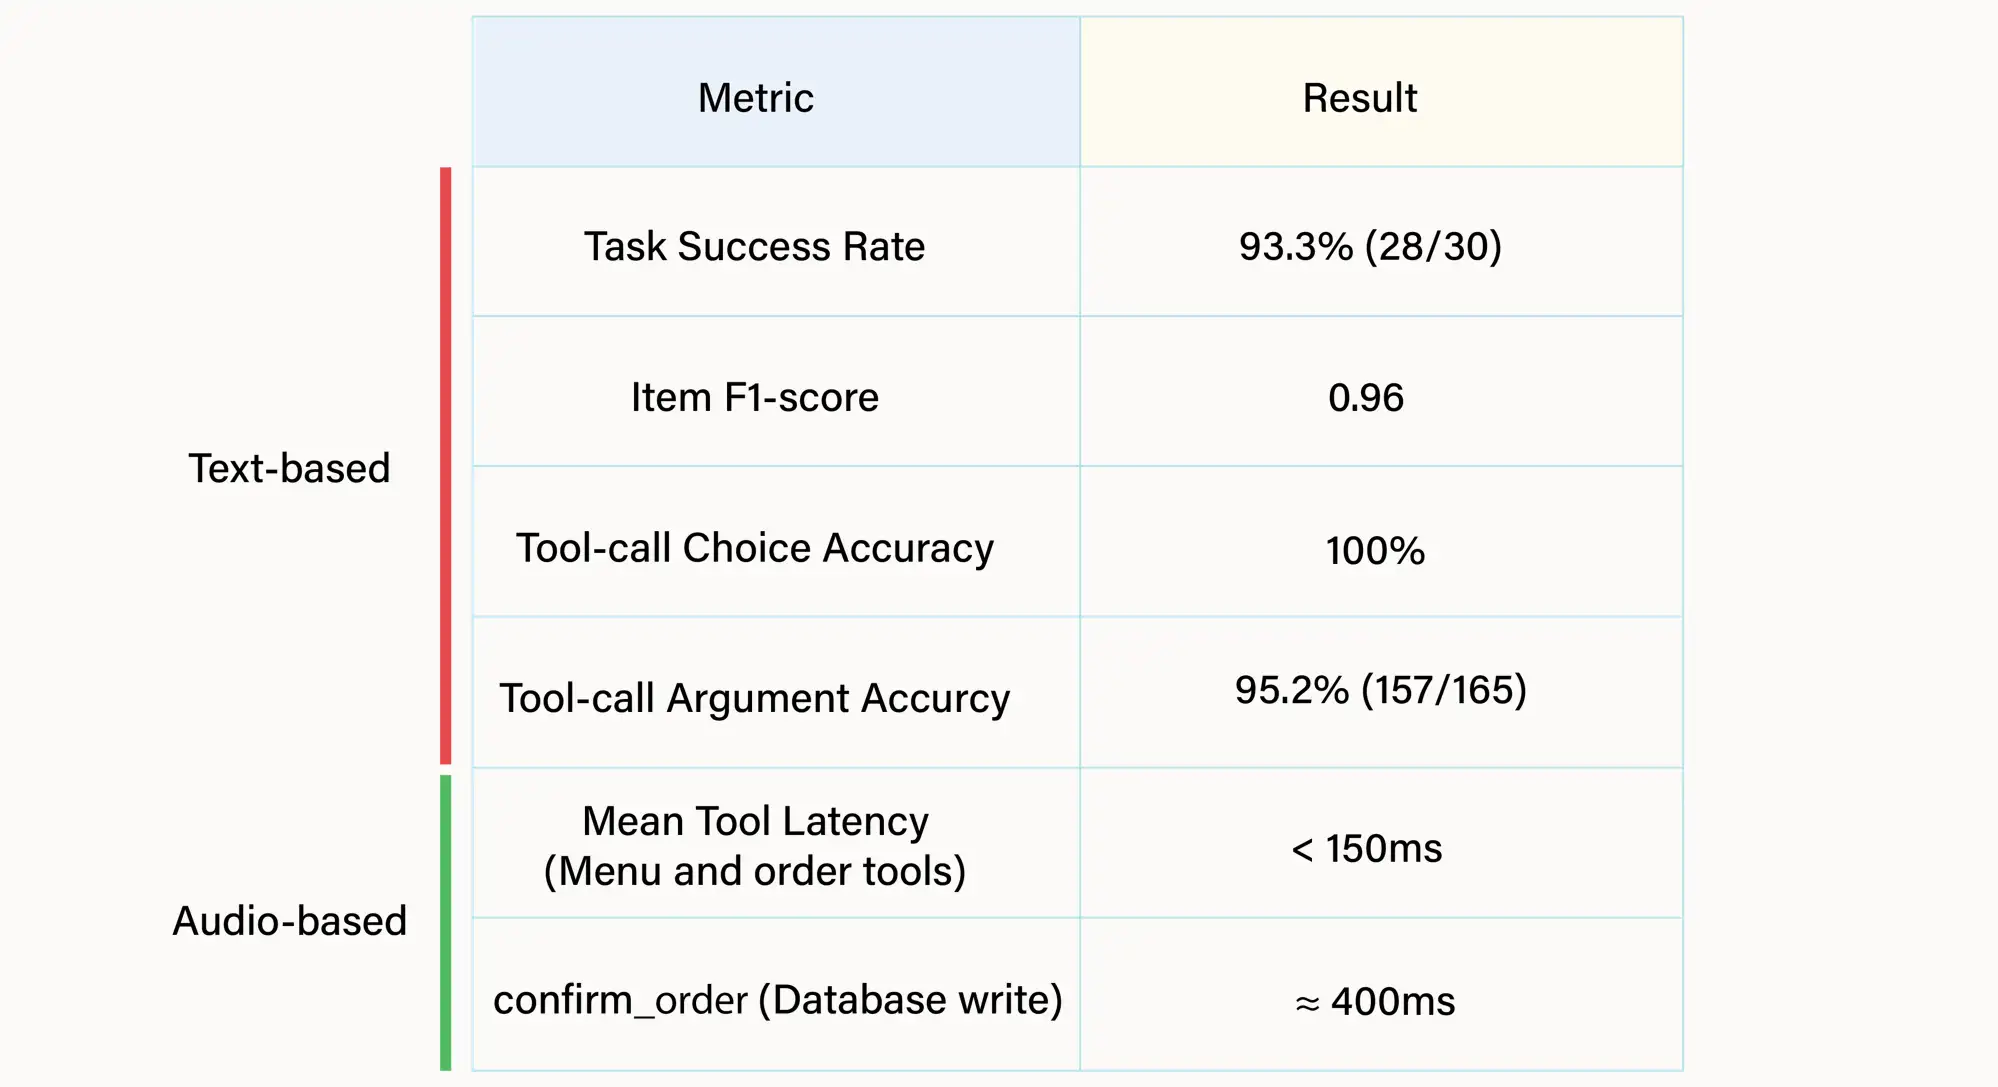 Metric
Result
Text-based
Task Success Rate
93.3% (28/30)
Item F1-score
0.96
Tool-call Choice Accuracy
100%
Tool-call Argument Accurcy
95.2% (157/165)
Audio-based
Mean Tool Latency
(Menu and order tools)
< 150ms
confirm_order (Database write)
≈ 400ms